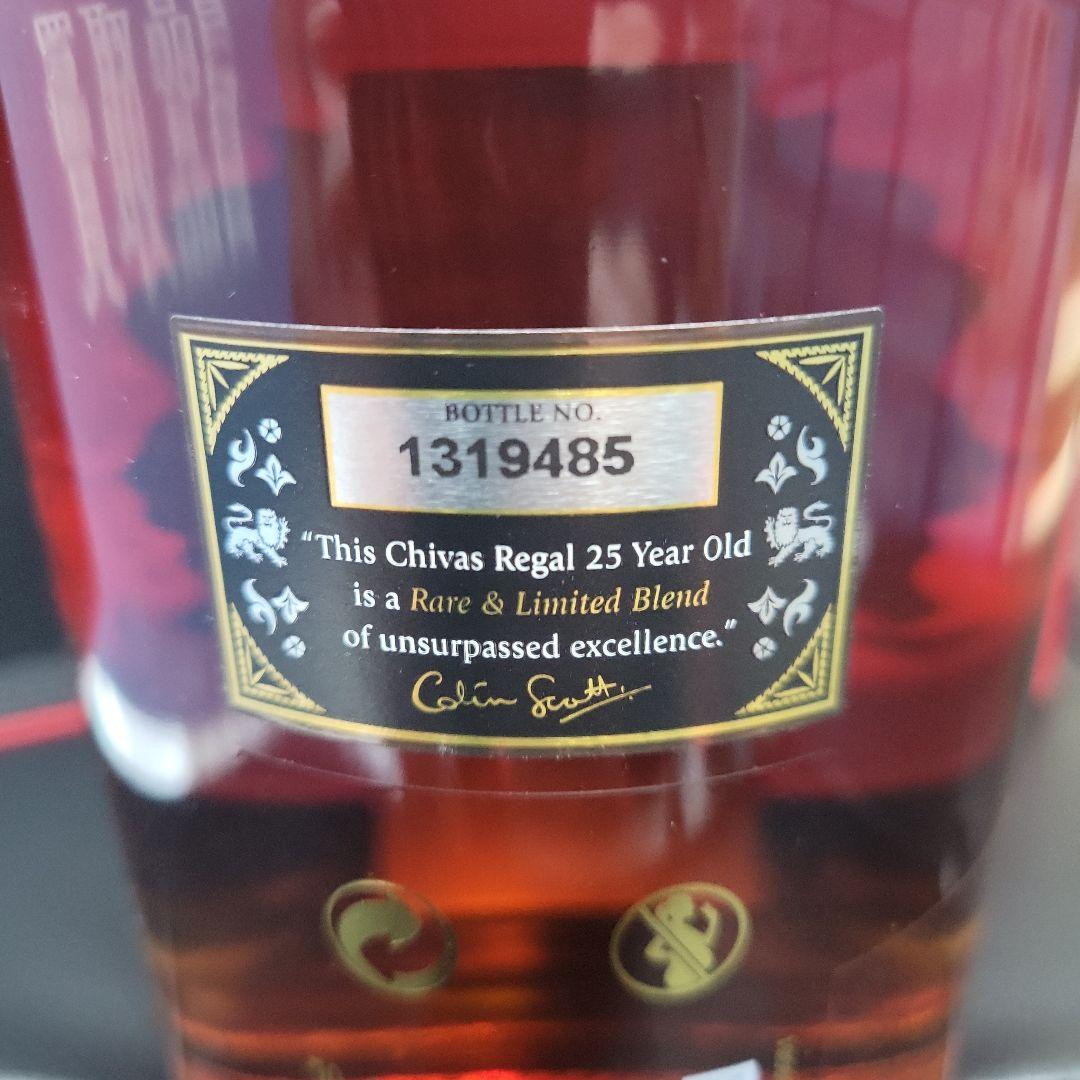 BOTTLE NO.
1319485
"This Chivas Regal 25 Year Old
is a Rare & Limited Blend
of unsurpassed excellence."
Colin Scott.